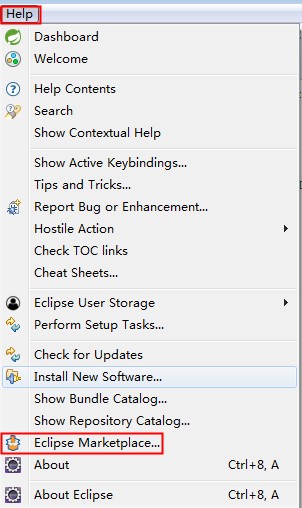 Help
Dashboard
Welcome
Help Contents
Search
Show Contextual Help
Show Active Keybindings...
Tips and Tricks...
Report Bug or Enhancement...
Hostile Action
Check TOC links
Cheat Sheets...
Eclipse User Storage
Perform Setup Tasks...
Check for Updates
Install New Software...
Show Bundle Catalog...
Show Repository Catalog...
Eclipse Marketplace...
About Ctrl+8, A
About Eclipse Ctrl+8, A